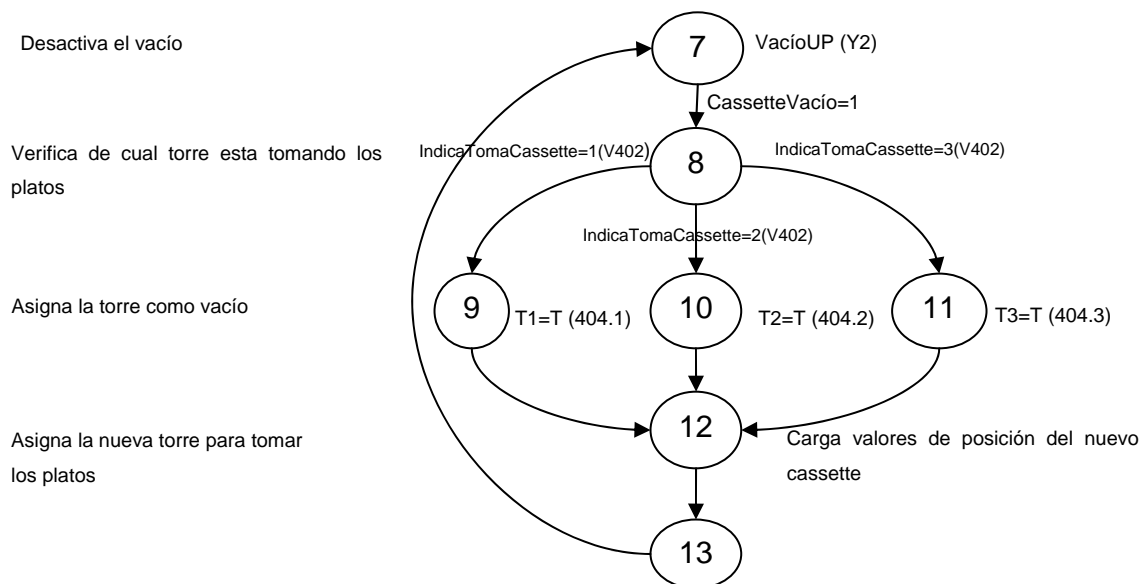 Desactiva el vacío
7
VacíoUP (Y2)
CassetteVacío=1
Verifica de cual torre esta tomando los
platos
IndicaTomaCassette=1(V402)
8
IndicaTomaCassette=3(V402)
IndicaTomaCassette=2(V402)
Asigna la torre como vacío
9
T1=T (404.1)
10
T2=T (404.2)
11
T3=T (404.3)
Asigna la nueva torre para tomar
los platos
12
Carga valores de posición del nuevo
cassette
13